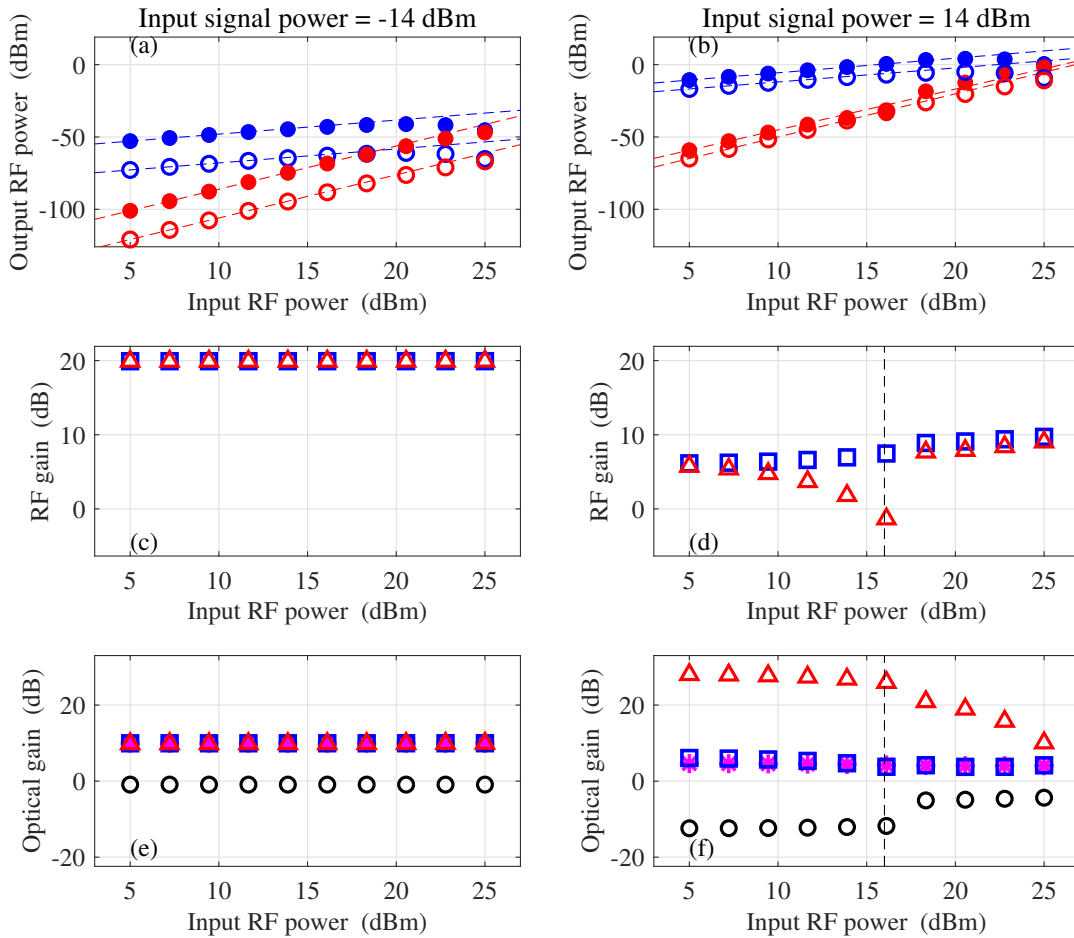 Input signal power = -14 dBm
(a)
0
-50
-100
Output RF power (dBm)
5 10 15 20 25
Input RF power (dBm)
Input signal power = 14 dBm
(b)
0
-50
-100
Output RF power (dBm)
5 10 15 20 25
Input RF power (dBm)
20
10
0
RF gain (dB)
(c)
5 10 15 20 25
Input RF power (dBm)
20
10
0
RF gain (dB)
(d)
5 10 15 20 25
Input RF power (dBm)
20
0
-20
Optical gain (dB)
(e)
5 10 15 20 25
Input RF power (dBm)
20
0
-20
Optical gain (dB)
(f)
5 10 15 20 25
Input RF power (dBm)